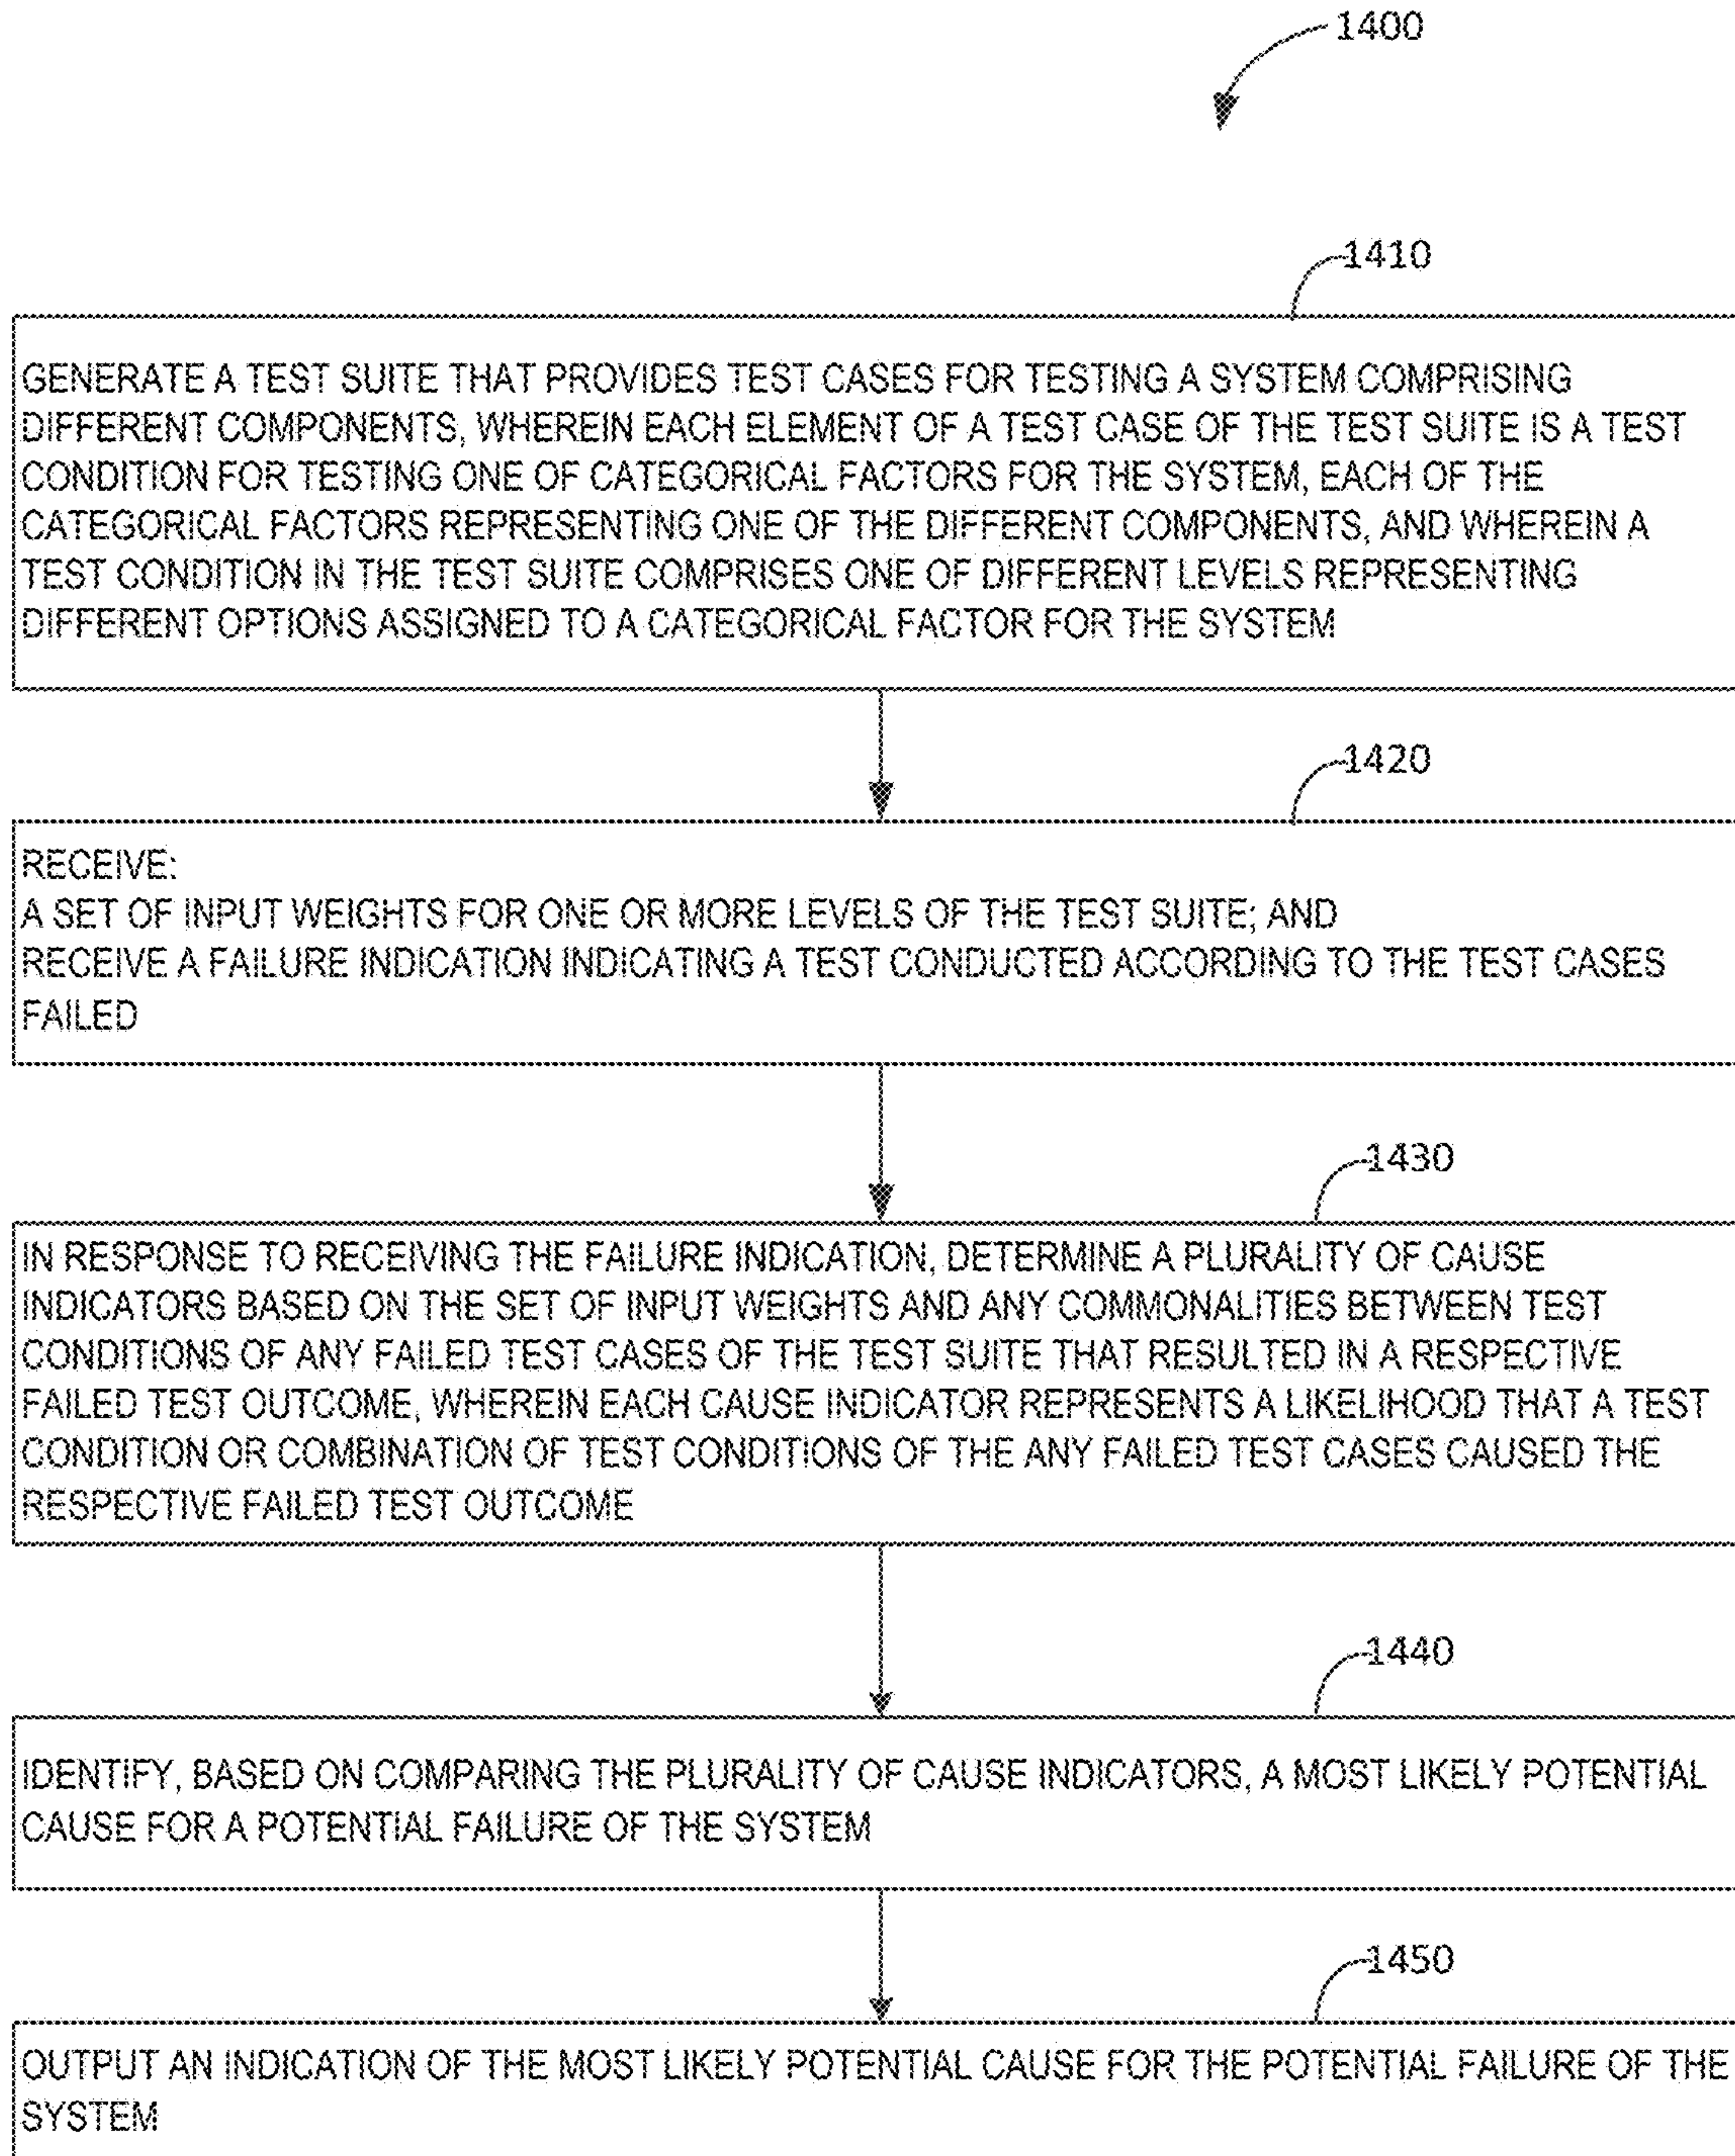 1400
1410
GENERATE A TEST SUITE THAT PROVIDES TEST CASES FOR TESTING A SYSTEM COMPRISING
DIFFERENT COMPONENTS, WHEREIN EACH ELEMENT OF A TEST CASE OF THE TEST SUITE IS A TEST
CONDITION FOR TESTING ONE OF CATEGORICAL FACTORS FOR THE SYSTEM, EACH OF THE
CATEGORICAL FACTORS REPRESENTING ONE OF THE DIFFERENT COMPONENTS, AND WHEREIN A
TEST CONDITION IN THE TEST SUITE COMPRISES ONE OF DIFFERENT LEVELS REPRESENTING
DIFFERENT OPTIONS ASSIGNED TO A CATEGORICAL FACTOR FOR THE SYSTEM
1420
RECEIVE:
A SET OF INPUT WEIGHTS FOR ONE OR MORE LEVELS OF THE TEST SUITE; AND
RECEIVE A FAILURE INDICATION INDICATING A TEST CONDUCTED ACCORDING TO THE TEST CASES
FAILED
1430
IN RESPONSE TO RECEIVING THE FAILURE INDICATION, DETERMINE A PLURALITY OF CAUSE
INDICATORS BASED ON THE SET OF INPUT WEIGHTS AND ANY COMMONALITIES BETWEEN TEST
CONDITIONS OF ANY FAILED TEST CASES OF THE TEST SUITE THAT RESULTED IN A RESPECTIVE
FAILED TEST OUTCOME, WHEREIN EACH CAUSE INDICATOR REPRESENTS A LIKELIHOOD THAT A TEST
CONDITION OR COMBINATION OF TEST CONDITIONS OF THE ANY FAILED TEST CASES CAUSED THE
RESPECTIVE FAILED TEST OUTCOME
1440
IDENTIFY, BASED ON COMPARING THE PLURALITY OF CAUSE INDICATORS, A MOST LIKELY POTENTIAL
CAUSE FOR A POTENTIAL FAILURE OF THE SYSTEM
1450
OUTPUT AN INDICATION OF THE MOST LIKELY POTENTIAL CAUSE FOR THE POTENTIAL FAILURE OF THE
SYSTEM